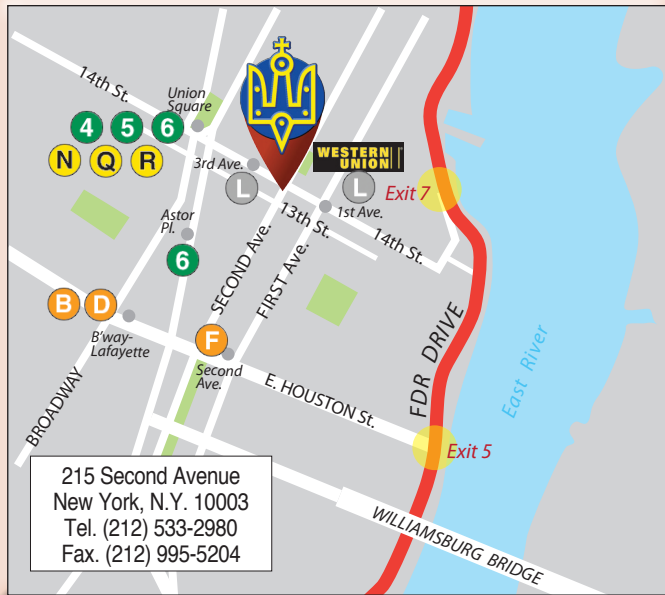 14th St.
Union
Square
4 5 6
N Q R
WESTERN
UNION
3rd Ave.
L
L
Exit 7
1st Ave.
13th St.
14th St.
Astor
Pl.
6
SECOND AVE.
FIRST AVE.
B D
B'way-
Lafayette
F
Second
Ave.
BROADWAY
E. HOUSTON St.
FDR DRIVE
East River
Exit 5
WILLIAMSBURG BRIDGE
215 Second Avenue
New York, N.Y. 10003
Tel. (212) 533-2980
Fax. (212) 995-5204